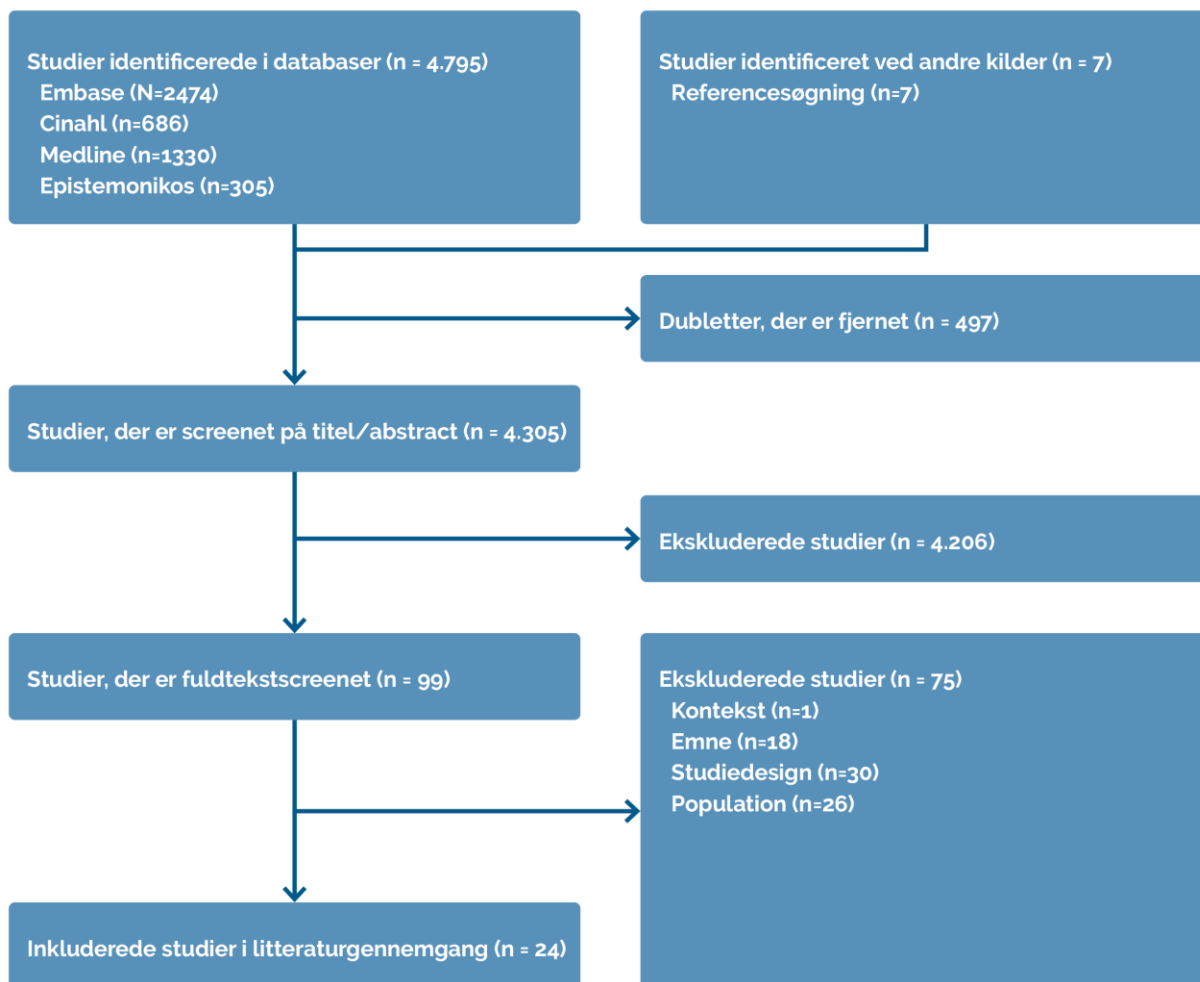 Studier identificerede i databaser (n = 4.795)
Embase (N=2474)
Cinahl (n=686)
Medline (n=1330)
Epistemonikos (n=305)
Studier identificeret ved andre kilder (n = 7)
Referencesøgning (n=7)
Dubletter, der er fjernet (n = 497)
Studier, der er screenet på titel/abstract (n = 4.305)
Ekskluderede studier (n = 4.206)
Studier, der er fuldtekstscreenet (n = 99)
Ekskluderede studier (n = 75)
Kontekst (n=1)
Emne (n=18)
Studiedesign (n=30)
Population (n=26)
Inkluderede studier i litteraturgennemgang (n = 24)